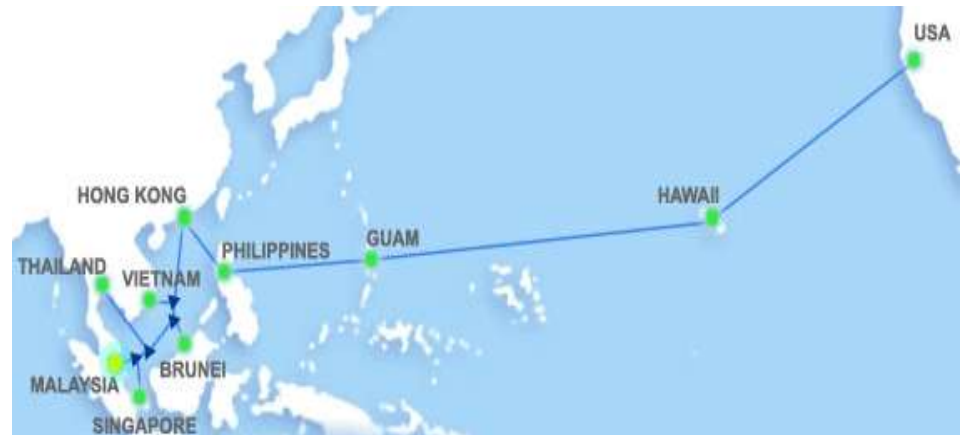 USA
HONG KONG
HAWAII
PHILIPPINES
GUAM
THAILAND
VIETNAM
BRUNEI
MALAYSIA
SINGAPORE